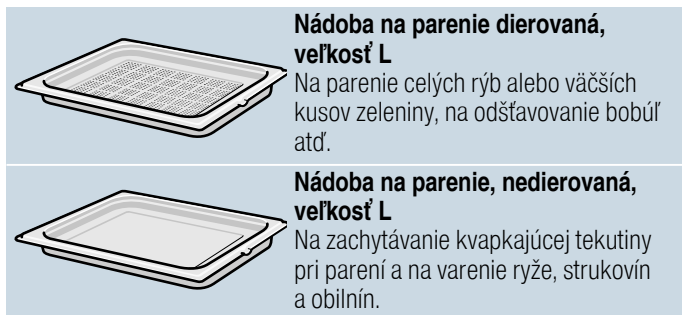 Nádoba na parenie dierovaná,
veľkosť L
Na parenie celých rýb alebo väčších
kusov zeleniny, na odšťavovanie bobúľ
atď.
Nádoba na parenie, nedierovaná,
veľkosť L
Na zachytávanie kvapkajúcej tekutiny
pri parení a na varenie ryže, strukovín
a obilnín.